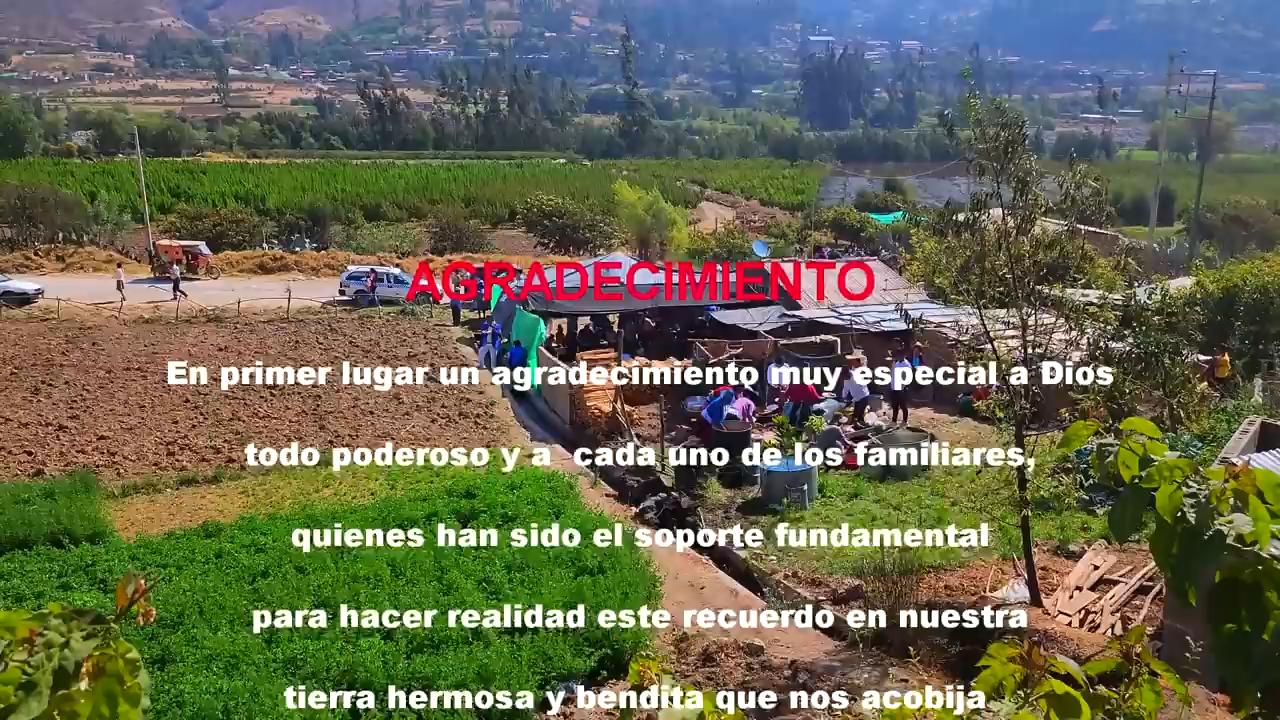 AGRADECIMIENTO
En primer lugar un agradecimiento muy especial a Dios
todo poderoso y a  cada uno de los familiares,
quienes han sido el soporte fundamental
para hacer realidad este recuerdo en nuestra
tierra hermosa y bendita que nos acobija